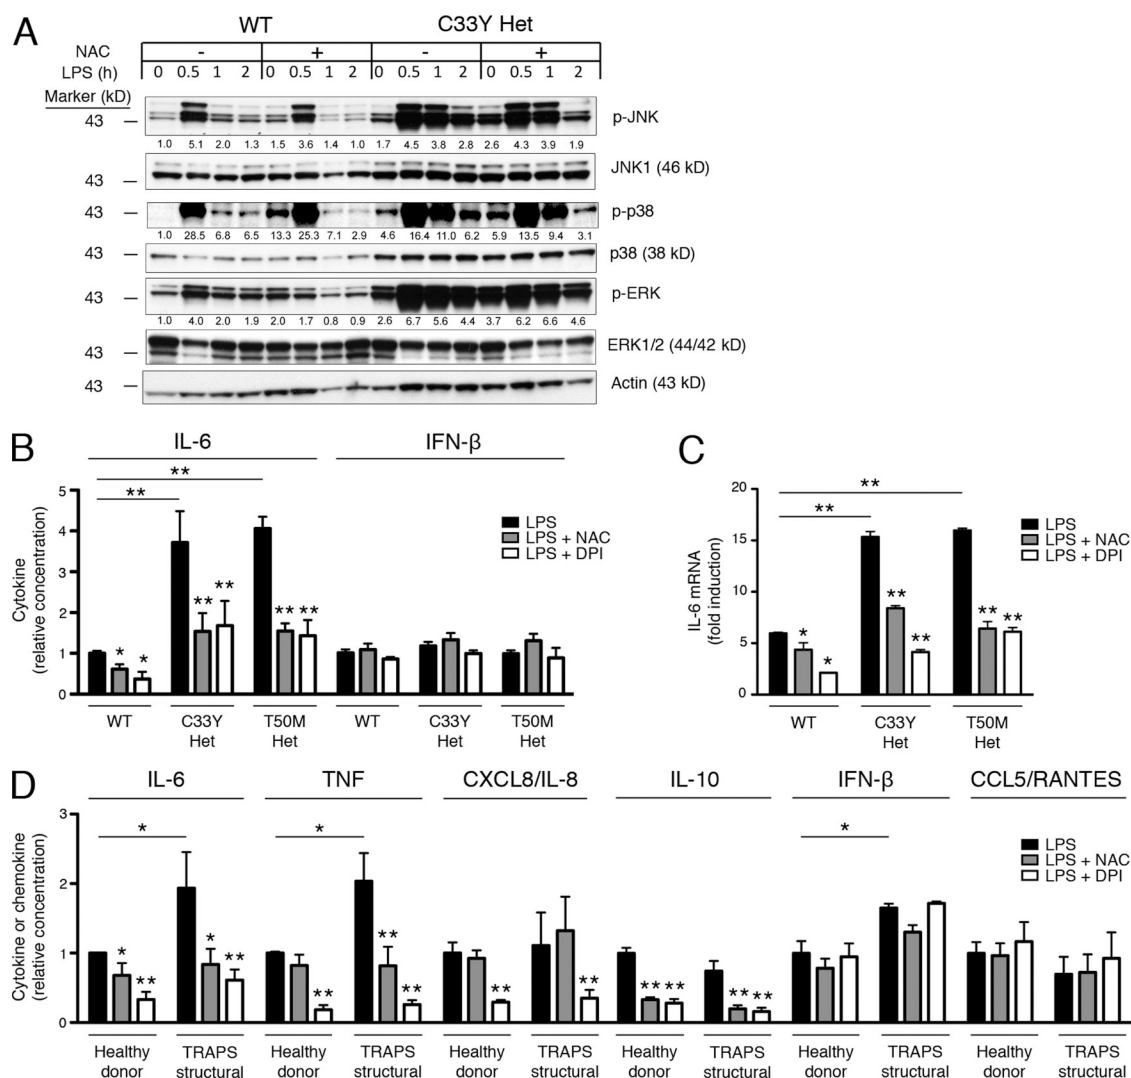 A
WT C33Y Het
NAC - + - +
LPS (h) 0 0.5 1 2 0 0.5 1 2 0 0.5 1 2 0 0.5 1 2
Marker (kD)
43 — p-JNK
1.0 5.1 2.0 1.3 1.5 3.6 1.4 1.0 1.7 4.5 3.8 2.8 2.6 4.3 3.9 1.9
43 — JNK1 (46 kD)
43 — p-p38
1.0 28.5 6.8 6.5 13.3 25.3 7.1 2.9 4.6 16.4 11.0 6.2 5.9 13.5 9.4 3.1
43 — p38 (38 kD)
43 — p-ERK
1.0 4.0 2.0 1.9 2.0 1.7 0.8 0.9 2.6 6.7 5.6 4.4 3.7 6.2 6.6 4.6
43 — ERK1/2 (44/42 kD)
43 — Actin (43 kD)
B
IL-6 IFN-β
Cytokine
(relative concentration)
5
4
3
2
1
0
** **
* * ** ** ** **
LPS
LPS + NAC
LPS + DPI
WT C33Y Het T50M Het WT C33Y Het T50M Het
C
IL-6 mRNA
(fold induction)
20
15
10
5
0
** **
* * ** ** ** **
LPS
LPS + NAC
LPS + DPI
WT C33Y Het T50M Het
D
IL-6 TNF CXCL8/IL-8 IL-10 IFN-β CCL5/RANTES
Cytokine or chemokine
(relative concentration)
3
2
1
0
* * *
* ** * ** ** ** ** ** ** ** ** ** **
LPS
LPS + NAC
LPS + DPI
Healthy donor TRAPS structural Healthy donor TRAPS structural Healthy donor TRAPS structural Healthy donor TRAPS structural Healthy donor TRAPS structural Healthy donor TRAPS structural